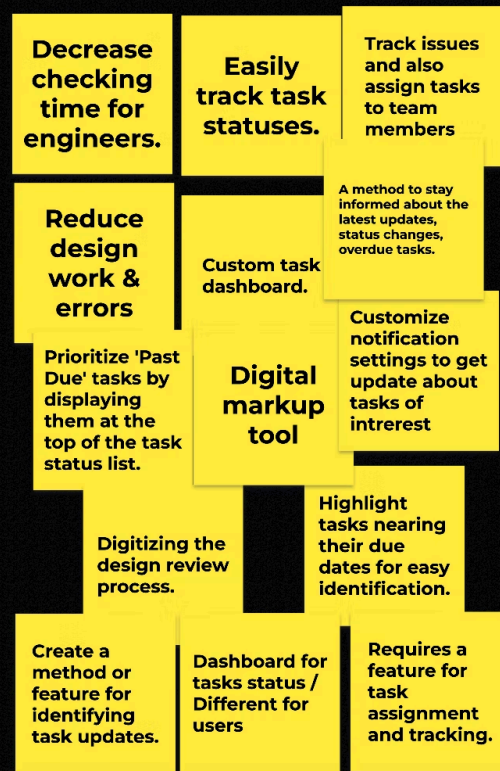 Decrease
checking
time for
engineers.
Easily
track task
statuses.
Track issues
and also
assign tasks
to team
members
A method to stay
informed about the
latest updates,
status changes,
overdue tasks.
Reduce
design
work &
errors
Custom task
dashboard.
Customize
notification
settings to get
update about
tasks of
intrerest
Prioritize 'Past
Due' tasks by
displaying
them at the
top of the task
status list.
Digital
markup
tool
Highlight
tasks nearing
their due
dates for easy
identification.
Digitizing the
design review
process.
Create a
method or
feature for
identifying
task updates.
Dashboard for
tasks status /
Different for
users
Requires a
feature for
task
assignment
and tracking.